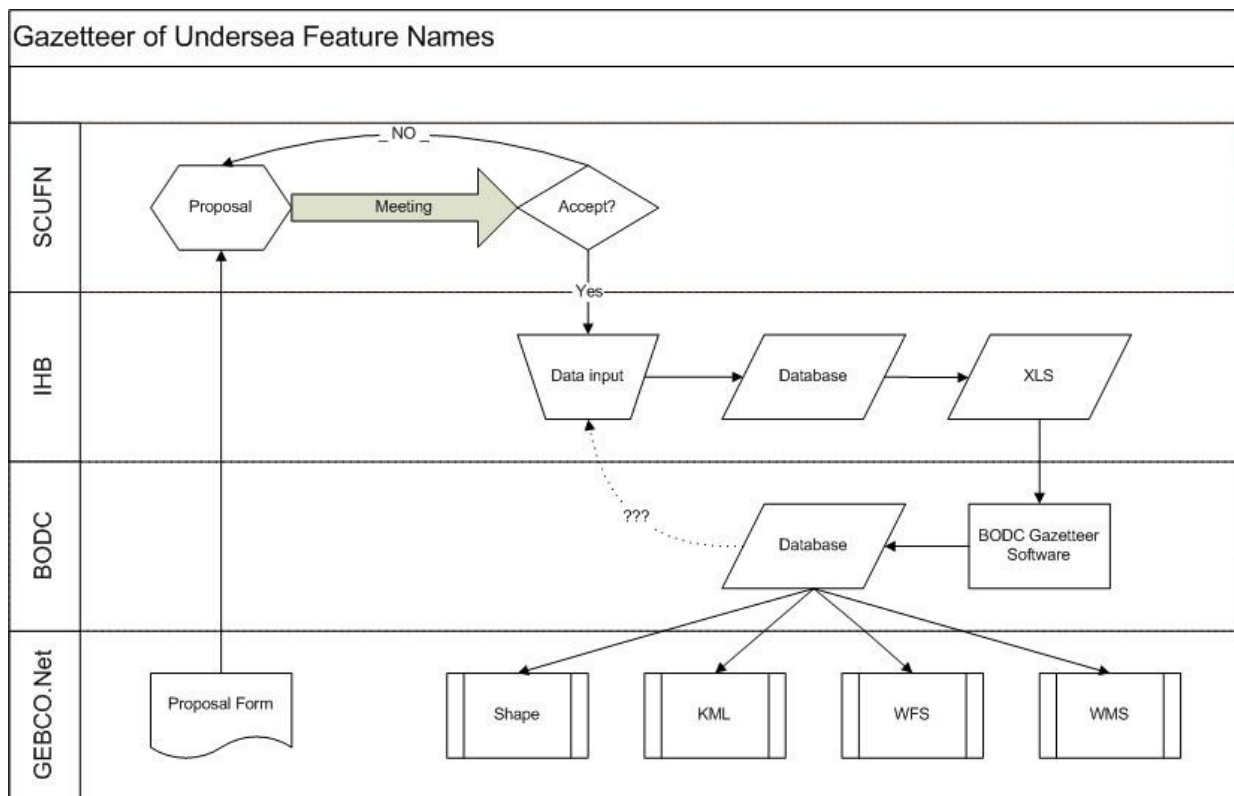 Gazetteer of Undersea Feature Names
SCUFN
_ NO _
Proposal
Meeting
Accept?
Yes
IHB
Data input
Database
XLS
BODC
???
Database
BODC Gazetteer
Software
GEBCO.Net
Proposal Form
Shape
KML
WFS
WMS